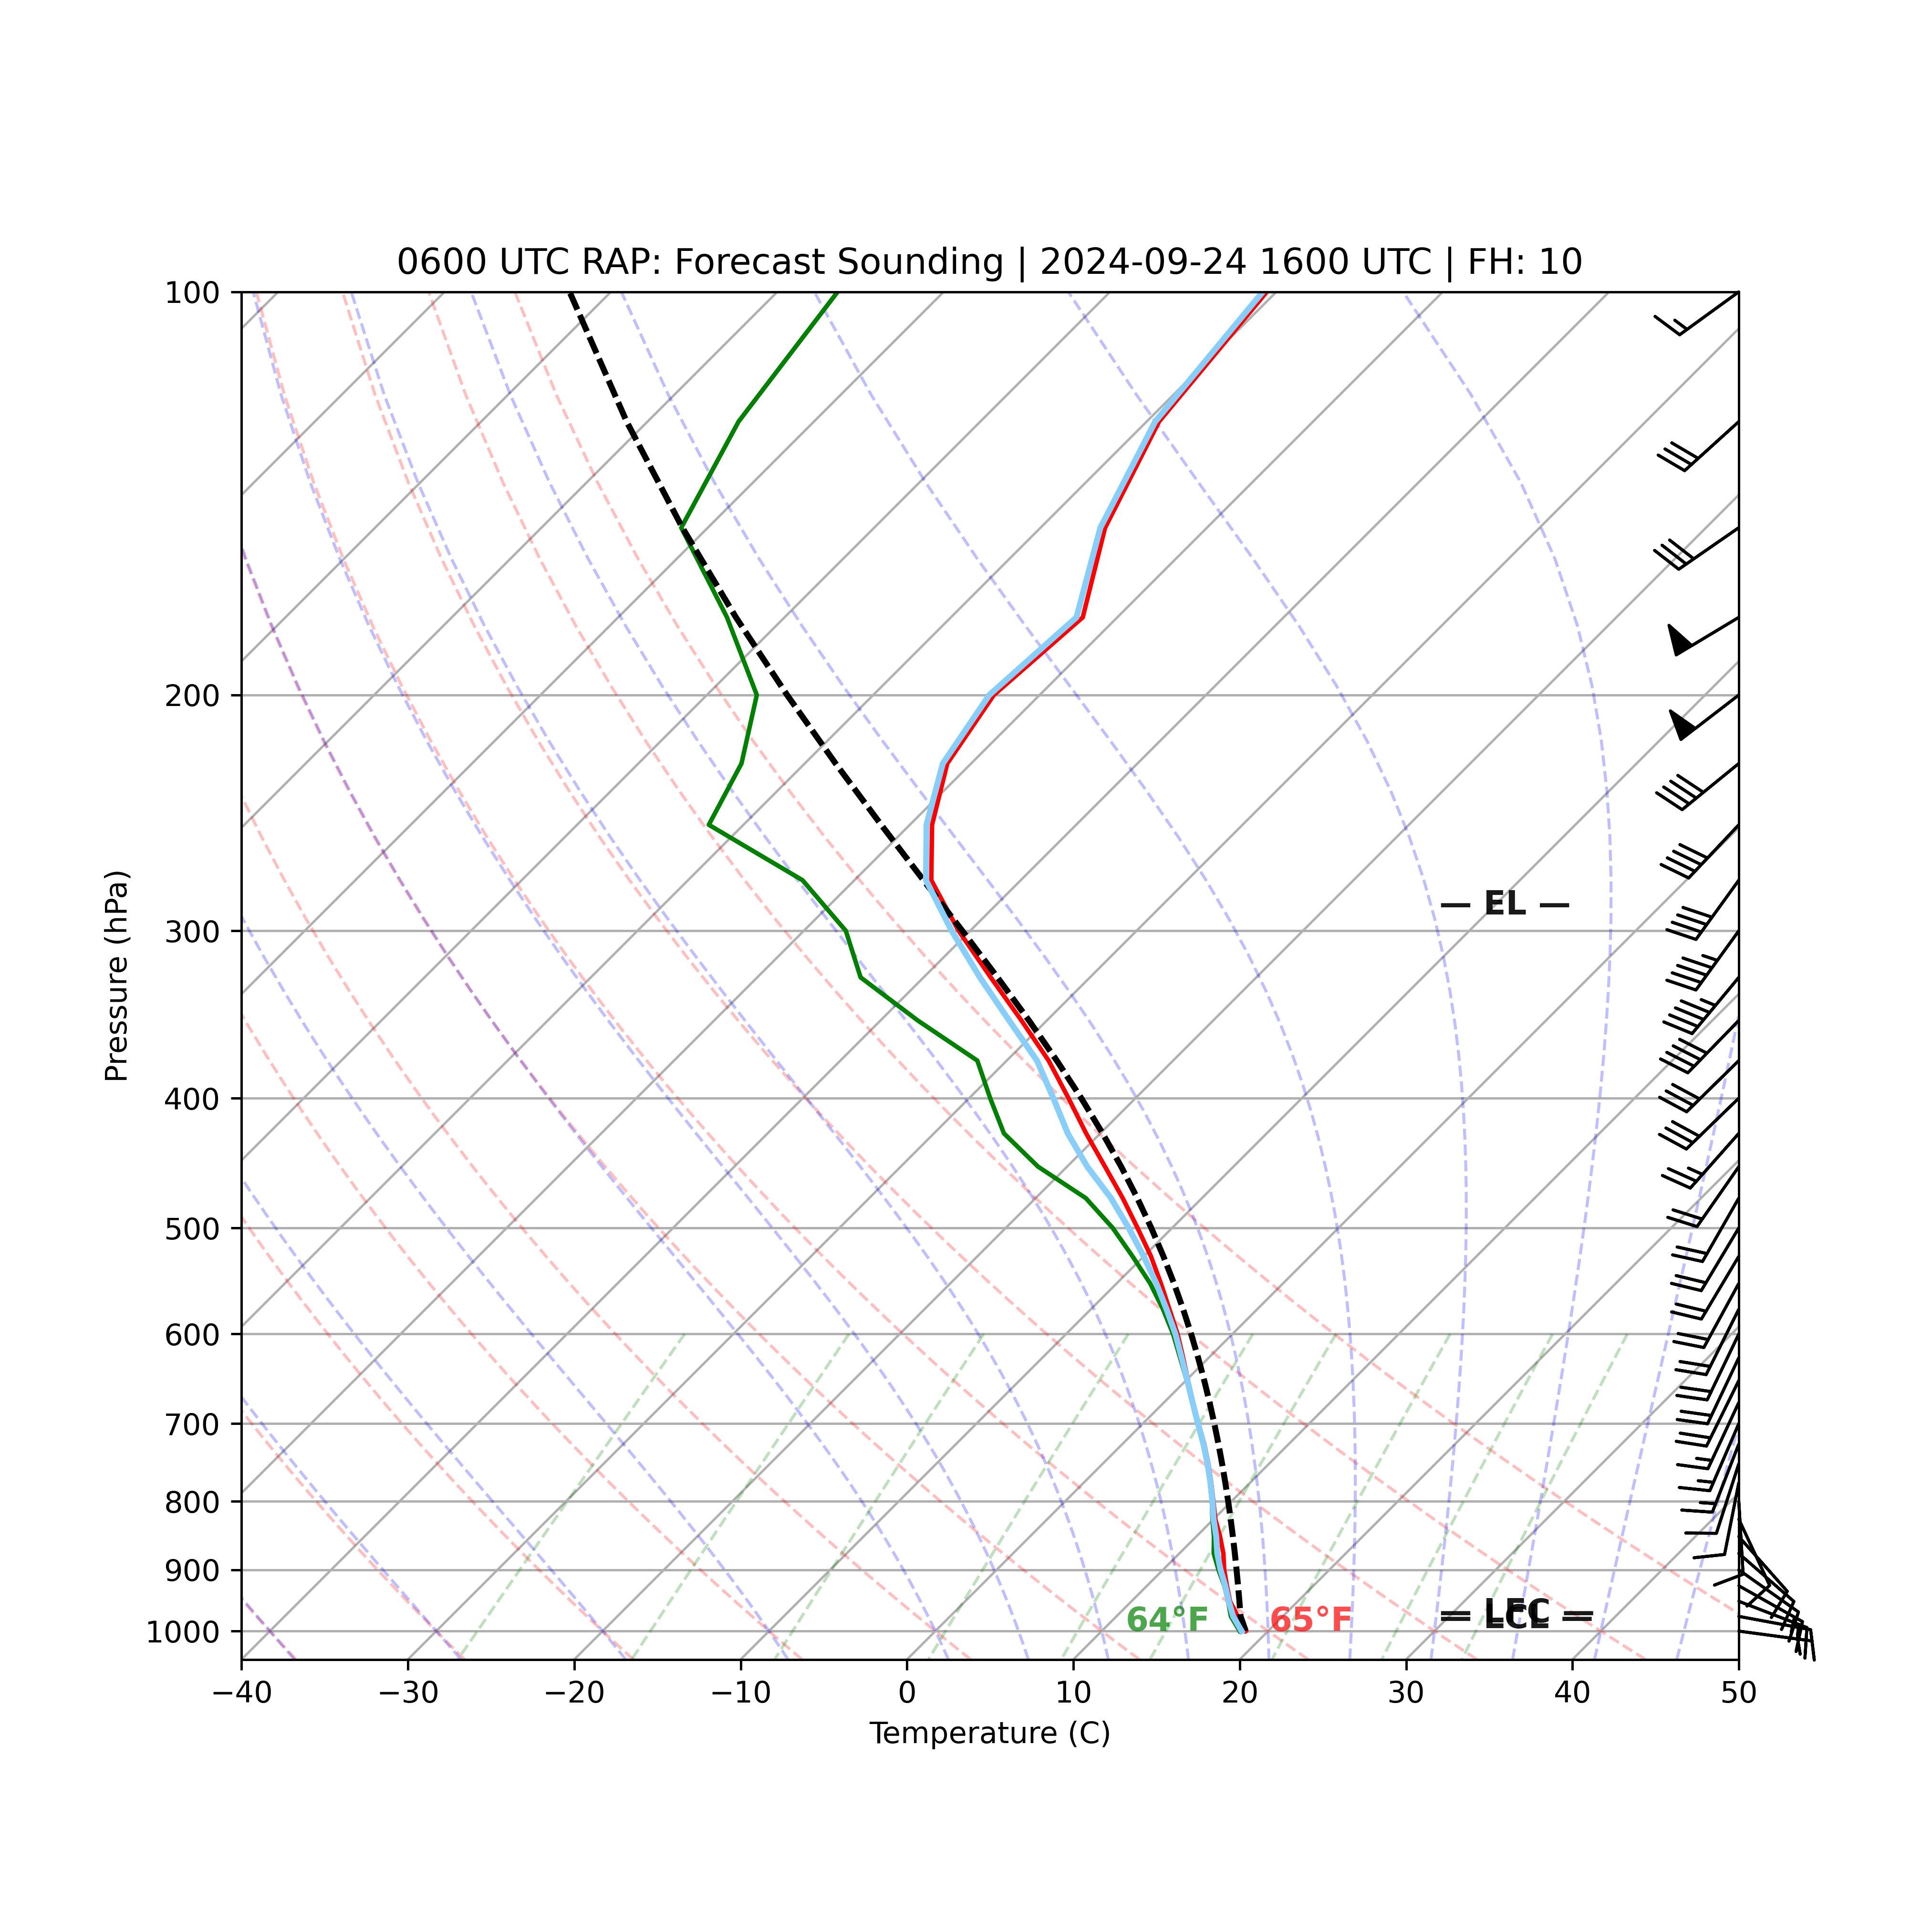 0600 UTC RAP: Forecast Sounding | 2024-09-24 1600 UTC | FH: 10
100
200
300
400
500
600
700
800
900
1000
Pressure (hPa)
— EL —
— LFC —
— LCL —
64°F 65°F
−40 −30 −20 −10 0 10 20 30 40 50
Temperature (C)